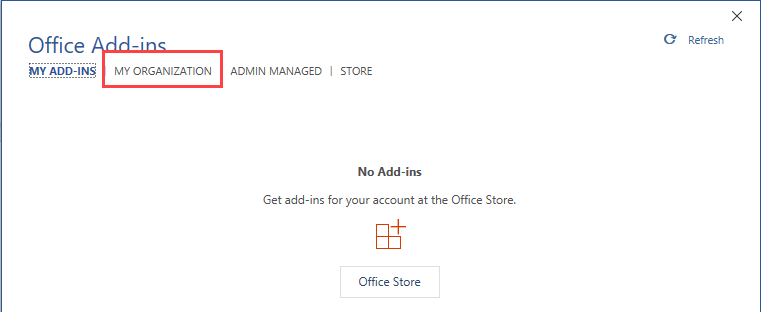 Office Add-ins
Refresh
MY ADD-INS | MY ORGANIZATION | ADMIN MANAGED | STORE
No Add-ins
Get add-ins for your account at the Office Store.
Office Store